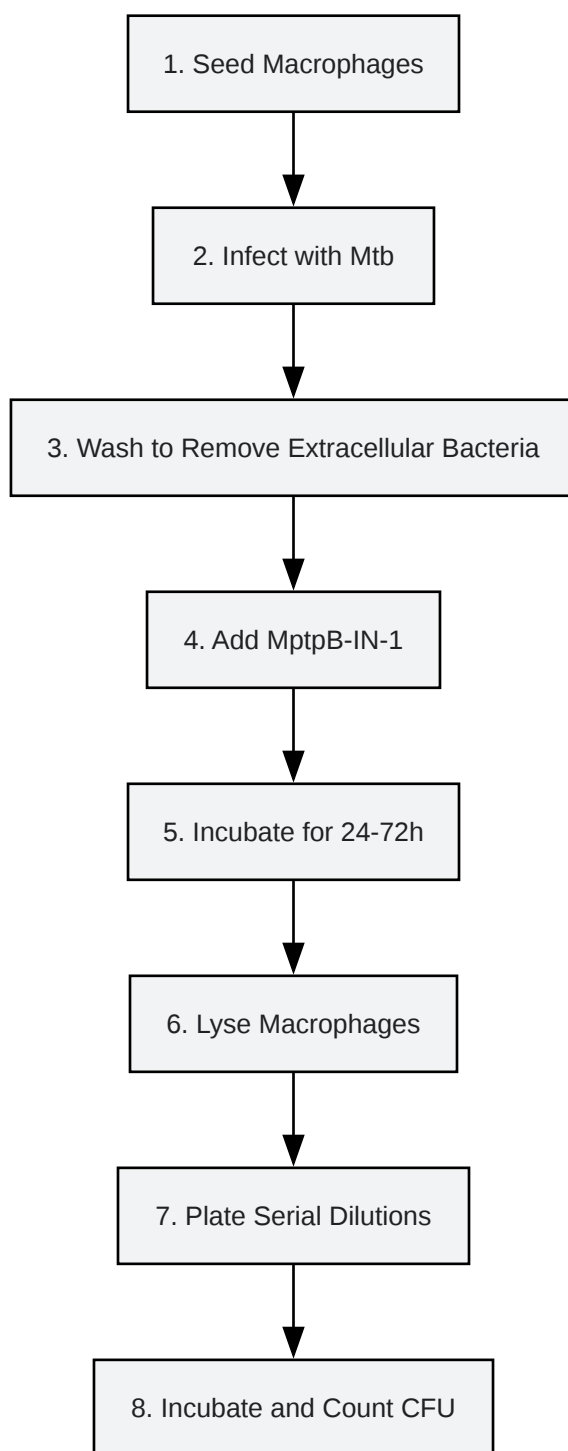 1. Seed Macrophages
2. Infect with Mtb
3. Wash to Remove Extracellular Bacteria
4. Add MptpB-IN-1
5. Incubate for 24-72h
6. Lyse Macrophages
7. Plate Serial Dilutions
8. Incubate and Count CFU